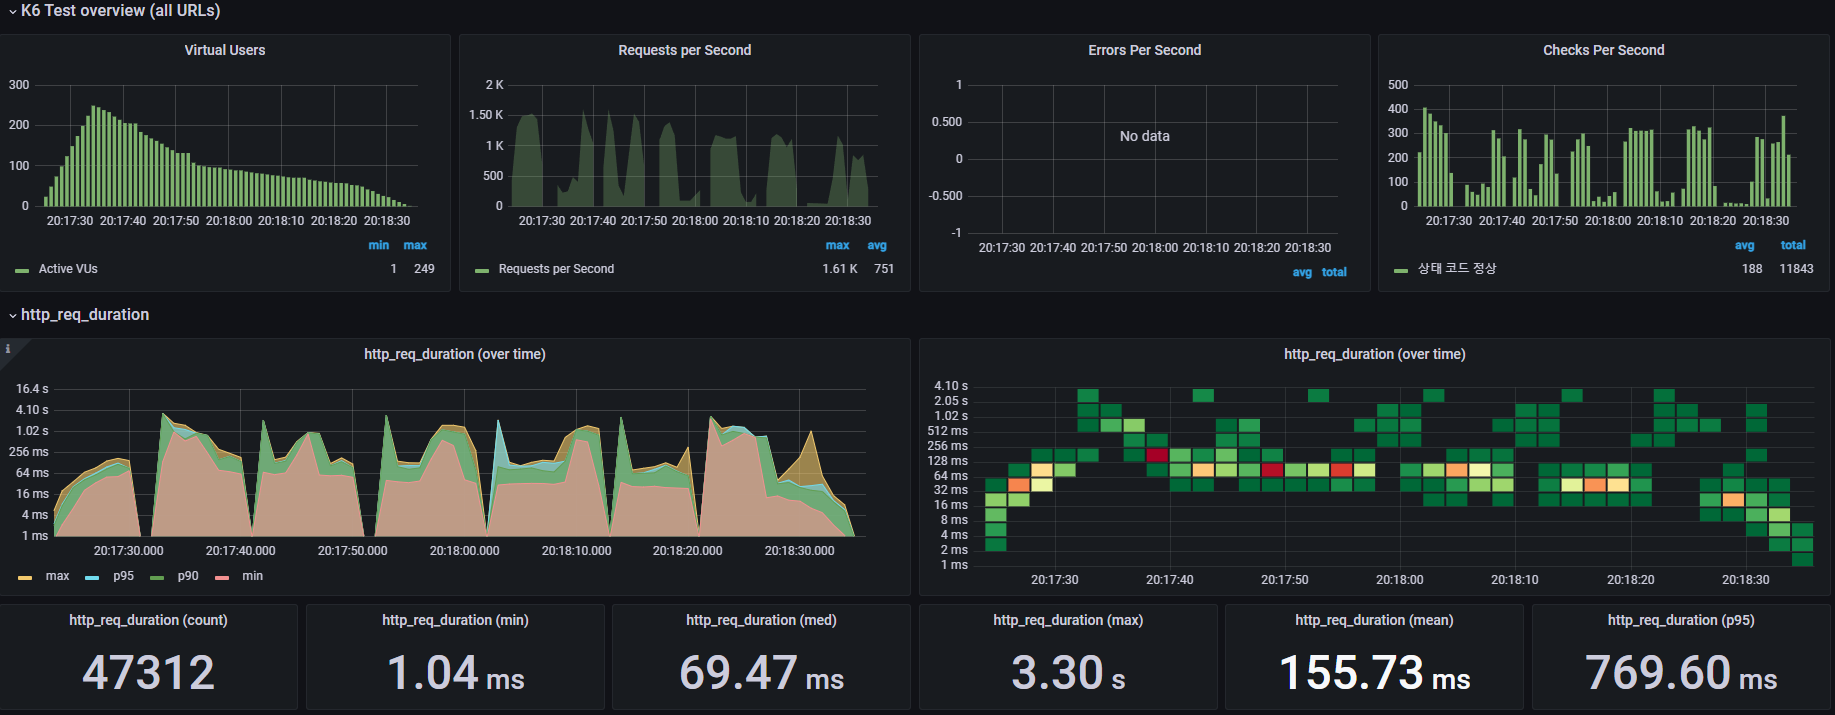 K6 Test overview (all URLs)
Virtual Users
300
200
100
0
20:17:30 20:17:40 20:17:50 20:18:00 20:18:10 20:18:20 20:18:30
min max
Active VUs 1 249
Requests per Second
2 K
1.50 K
1 K
500
0
20:17:30 20:17:40 20:17:50 20:18:00 20:18:10 20:18:20 20:18:30
max avg
Requests per Second 1.61 K 751
Errors Per Second
1
0.500
0
-0.500
-1
No data
20:17:30 20:17:40 20:17:50 20:18:00 20:18:10 20:18:20 20:18:30
avg total
Checks Per Second
500
400
300
200
100
0
20:17:30 20:17:40 20:17:50 20:18:00 20:18:10 20:18:20 20:18:30
avg total
상태 코드 정상 188 11843
http_req_duration
i
http_req_duration (over time)
16.4 s
4.10 s
1.02 s
256 ms
64 ms
16 ms
4 ms
1 ms
20:17:30.000 20:17:40.000 20:17:50.000 20:18:00.000 20:18:10.000 20:18:20.000 20:18:30.000
max p95 p90 min
http_req_duration (over time)
4.10 s
2.05 s
1.02 s
512 ms
256 ms
128 ms
64 ms
32 ms
16 ms
8 ms
4 ms
2 ms
1 ms
20:17:30 20:17:40 20:17:50 20:18:00 20:18:10 20:18:20 20:18:30
http_req_duration (count)
47312
http_req_duration (min)
1.04 ms
http_req_duration (med)
69.47 ms
http_req_duration (max)
3.30 s
http_req_duration (mean)
155.73 ms
http_req_duration (p95)
769.60 ms